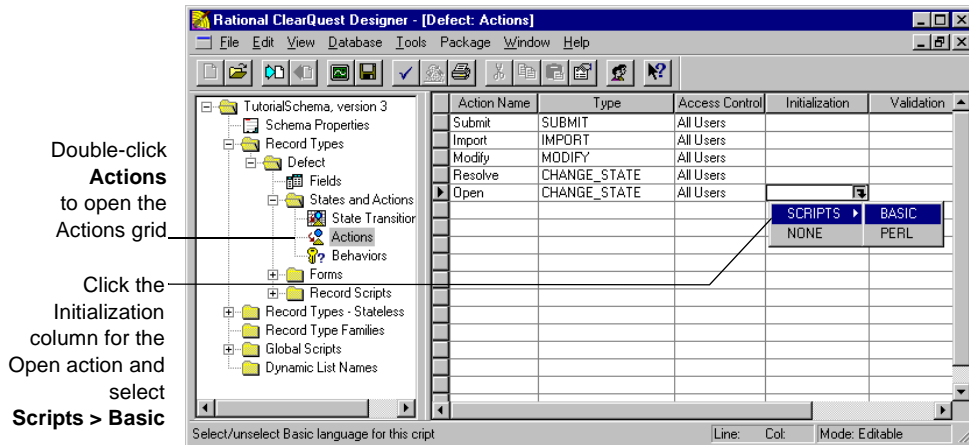 Rational ClearQuest Designer - [Defect: Actions]
File Edit View Database Tools Package Window Help
Double-click
Actions
to open the
Actions grid
Click the
Initialization
column for the
Open action and
select
Scripts > Basic
TutorialSchema, version 3
Schema Properties
Record Types
Defect
Fields
States and Actions
State Transitior
Actions
Behaviors
Forms
Record Scripts
Record Types - Stateless
Record Type Families
Global Scripts
Dynamic List Names
Action Name Type Access Control Initialization Validation
Submit SUBMIT All Users
Import IMPORT All Users
Modify MODIFY All Users
Resolve CHANGE_STATE All Users
Open CHANGE_STATE All Users
SCRIPTS BASIC
NONE PERL
Select/unselect Basic language for this cript Line: Col: Mode: Editable